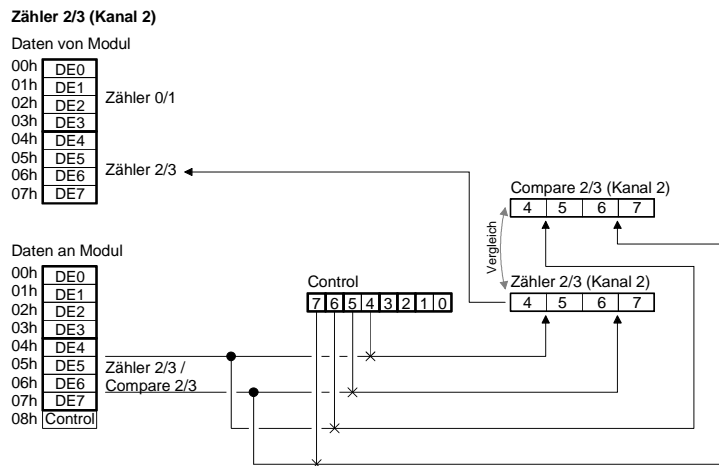 Zähler 2/3 (Kanal 2)
Daten von Modul
00h DE0
01h DE1
02h DE2
03h DE3
04h DE4
05h DE5
06h DE6
07h DE7
Zähler 0/1
Zähler 2/3
Compare 2/3 (Kanal 2)
4 5 6 7
Vergleich
Zähler 2/3 (Kanal 2)
4 5 6 7
Daten an Modul
00h DE0
01h DE1
02h DE2
03h DE3
04h DE4
05h DE5
06h DE6
07h DE7
08h Control
Zähler 2/3 /
Compare 2/3
Control
7 6 5 4 3 2 1 0